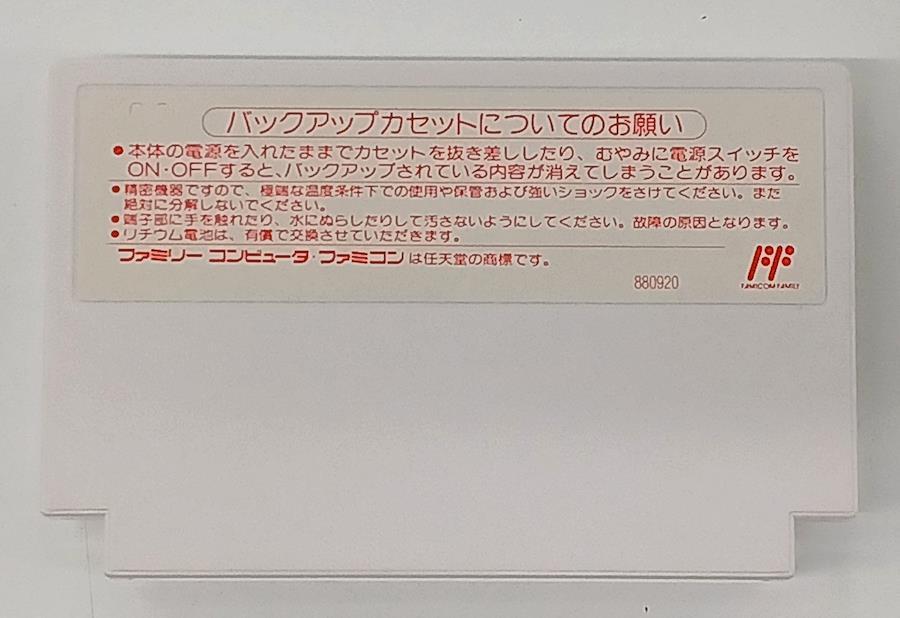 バックアップカセットについてのお願い
●本体の電源を入れたままでカセットを抜き差ししたり、むやみに電源スイッチを
ON・OFFすると、バックアップされている内容が消えてしまうことがあります。
●精密機器ですので、極端な温度条件下での使用や保管および強いショックをさけてください。また
絶対に分解しないでください。
●端子部に手を触れたり、水にぬらしたりして汚さないようにしてください。故障の原因となります。
●リチウム電池は、有償で交換させていただきます。
ファミリー コンピュータ・ファミコンは任天堂の商標です。
880920
FAMICOM FAMILY